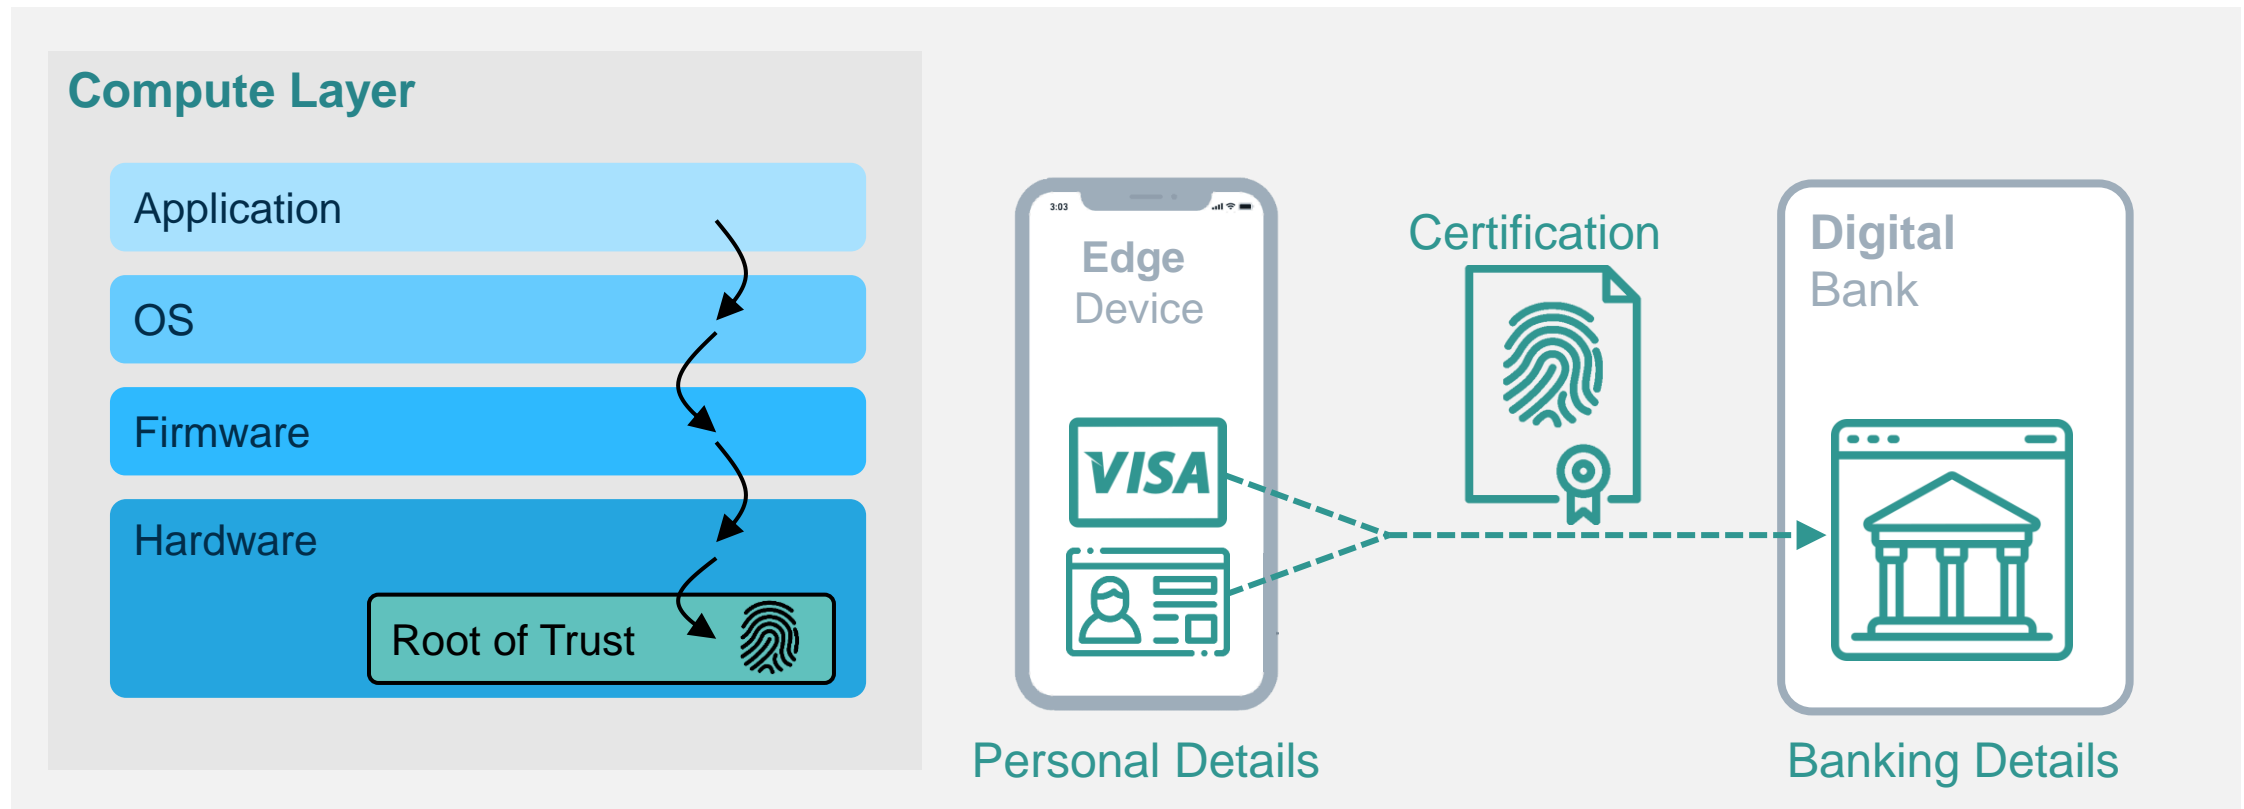 Compute Layer
Application
OS
Firmware
Hardware
Root of Trust
3:03
Edge
Device
VISA
Personal Details
Certification
Digital
Bank
Banking Details